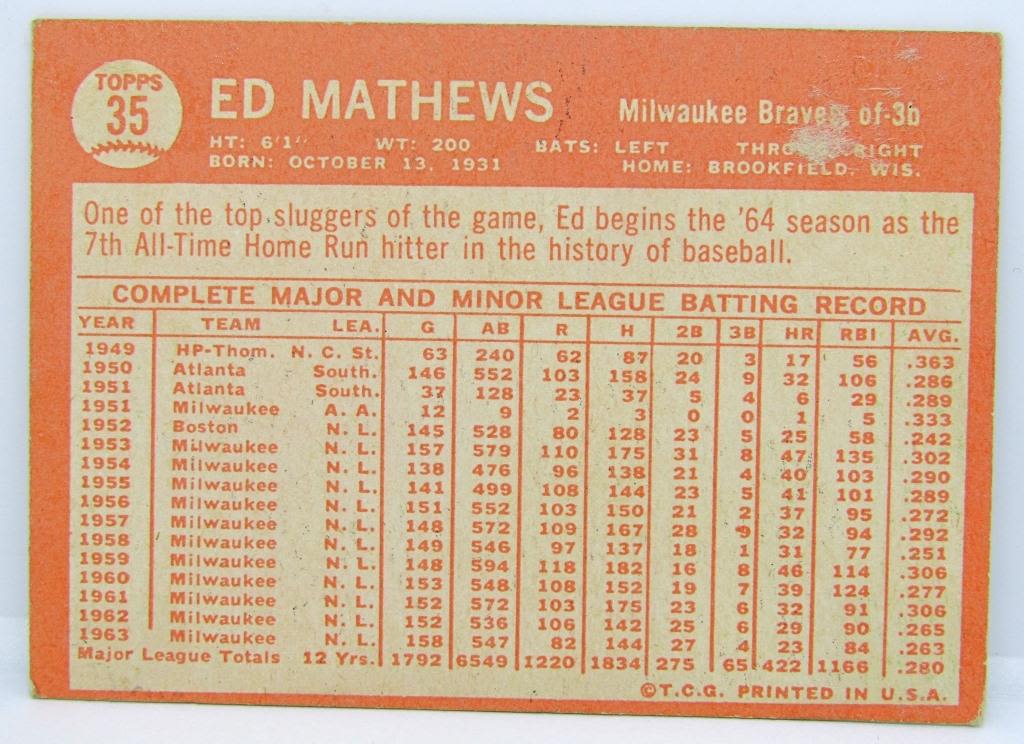 TOPPS
35
ED MATHEWS Milwaukee Braves of-3b
HT: 6'1" WT: 200 BATS: LEFT RIGHT
BORN: OCTOBER 13, 1931 HOME: BROOKFIELD, WIS.
One of the top sluggers of the game, Ed begins the '64 season as the
7th All-Time Home Run hitter in the history of baseball.
COMPLETE MAJOR AND MINOR LEAGUE BATTING RECORD
YEAR TEAM LEA. G AB R H 2B 3B HR RBI AVG.
1949 HP-Thom. N. C. St. 63 240 62 87 20 3 17 56 .363
1950 Atlanta South. 146 552 103 158 24 9 32 106 .286
1951 Atlanta South. 37 128 23 37 5 4 6 29 .289
1951 Milwaukee A. A. 12 9 2 3 0 0 1 5 .333
1952 Boston N. L. 145 528 80 128 23 5 25 58 .242
1953 Milwaukee N. L. 157 579 110 175 31 8 47 135 .302
1954 Milwaukee N. L. 138 476 96 138 21 4 40 103 .290
1955 Milwaukee N. L. 141 499 108 144 23 5 41 101 .289
1956 Milwaukee N. L. 151 552 103 150 21 2 37 95 .272
1957 Milwaukee N. L. 148 572 109 167 28 9 32 94 .292
1958 Milwaukee N. L. 149 546 97 137 18 1 31 77 .251
1959 Milwaukee N. L. 148 594 118 182 16 8 46 114 .306
1960 Milwaukee N. L. 153 548 108 152 19 7 39 124 .277
1961 Milwaukee N. L. 152 572 103 175 23 6 32 91 .306
1962 Milwaukee N. L. 152 536 106 142 25 6 29 90 .265
1963 Milwaukee N. L. 158 547 82 144 27 4 23 84 .263
Major League Totals 12 Yrs. 1792 6549 1220 1834 275 65 422 1166 .280
©T.C.G. PRINTED IN U.S.A.